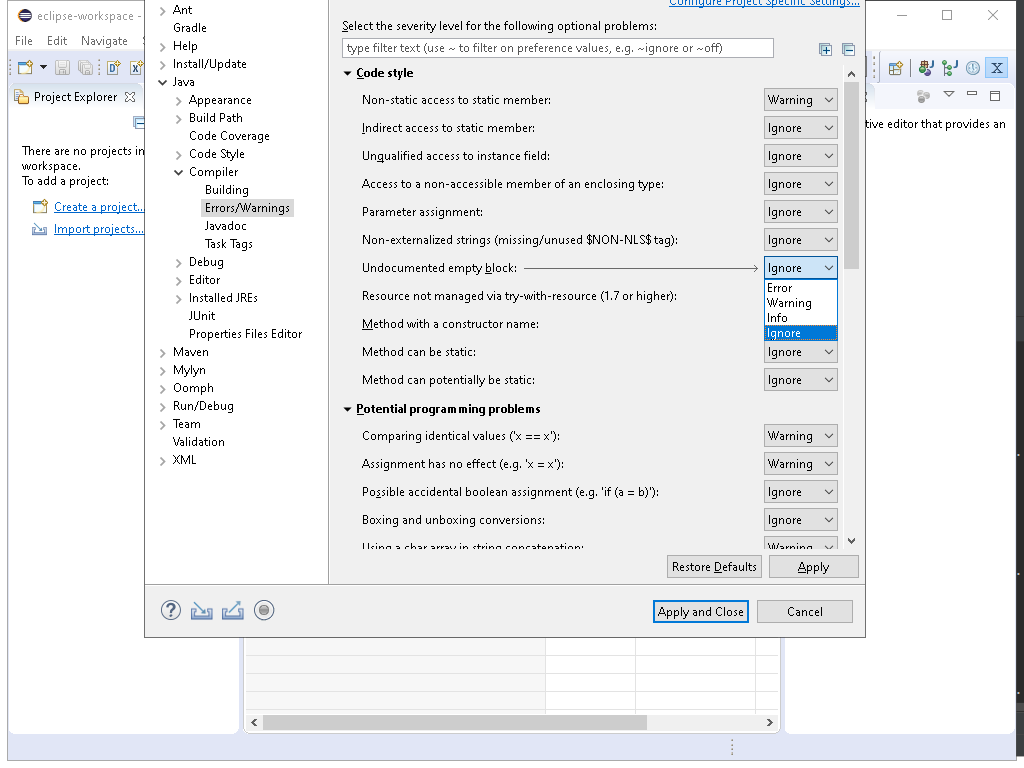 eclipse-workspace -
File Edit Navigate
Project Explorer
There are no projects in
workspace.
To add a project:
Create a project...
Import projects...
Ant
Gradle
Help
Install/Update
Java
Appearance
Build Path
Code Coverage
Code Style
Compiler
Building
Errors/Warnings
Javadoc
Task Tags
Debug
Editor
Installed JREs
JUnit
Properties Files Editor
Maven
Mylyn
Oomph
Run/Debug
Team
Validation
XML
Configure Project Specific Settings...
Select the severity level for the following optional problems:
type filter text (use ~ to filter on preference values, e.g. ~ignore or ~off)
Code style
Non-static access to static member: Warning
Indirect access to static member: Ignore
Unqualified access to instance field: Ignore
Access to a non-accessible member of an enclosing type: Ignore
Parameter assignment: Ignore
Non-externalized strings (missing/unused $NON-NLS$ tag): Ignore
Undocumented empty block: Ignore
Error
Warning
Info
Ignore
Resource not managed via try-with-resource (1.7 or higher):
Method with a constructor name:
Method can be static: Ignore
Method can potentially be static: Ignore
Potential programming problems
Comparing identical values ('x == x'): Warning
Assignment has no effect (e.g. 'x = x'): Warning
Possible accidental boolean assignment (e.g. 'if (a = b)'): Ignore
Boxing and unboxing conversions: Ignore
Using a char array in string concatenation: Warning
Restore Defaults Apply
Apply and Close Cancel
tive editor that provides an